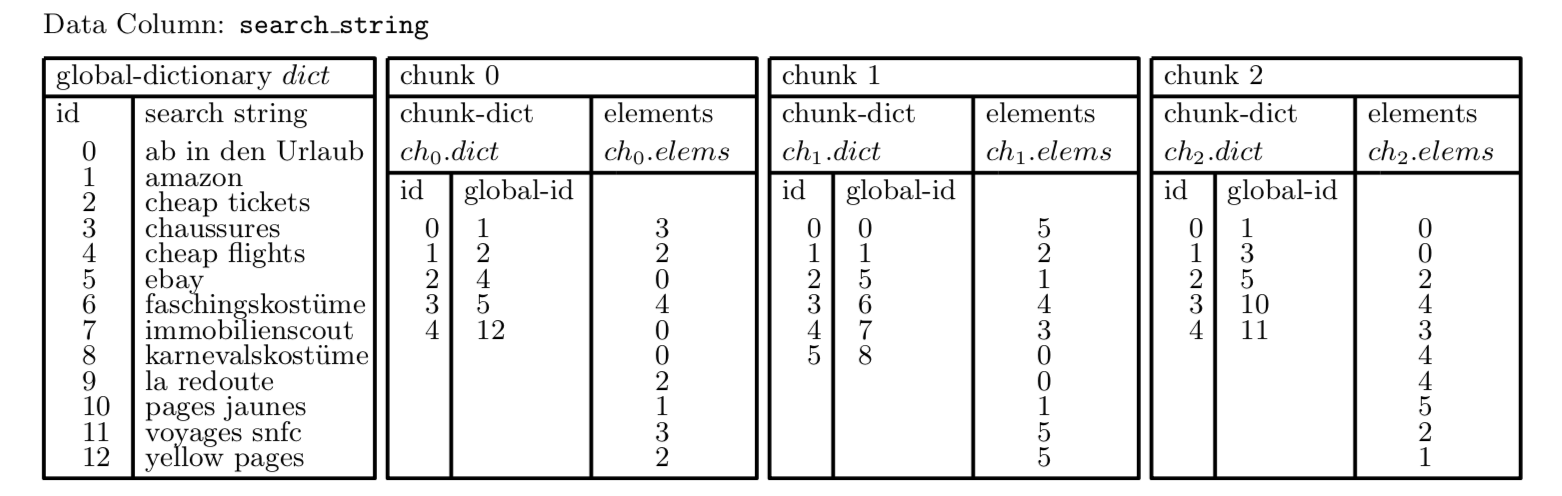 Data Column: search_string
global-dictionary dict chunk 0 chunk 1 chunk 2
id search string chunk-dict elements chunk-dict elements chunk-dict elements
0 ab in den Urlaub ch0.dict ch0.elems ch1.dict ch1.elems ch2.dict ch2.elems
1 amazon
id global-id id global-id id global-id
2 cheap tickets
3 chaussures 0 1 3 0 0 5 0 1 0
4 cheap flights 1 2 2 1 1 2 1 3 0
5 ebay 2 4 0 2 5 1 2 5 2
6 faschingskostüme 3 5 4 3 6 4 3 10 4
7 immobilienscout 4 12 0 4 7 3 4 11 3
8 karnevalskostüme 0 5 8 0 4
9 la redoute 2 0 4
10 pages jaunes 1 1 5
11 voyages snfc 3 5 2
12 yellow pages 2 5 1